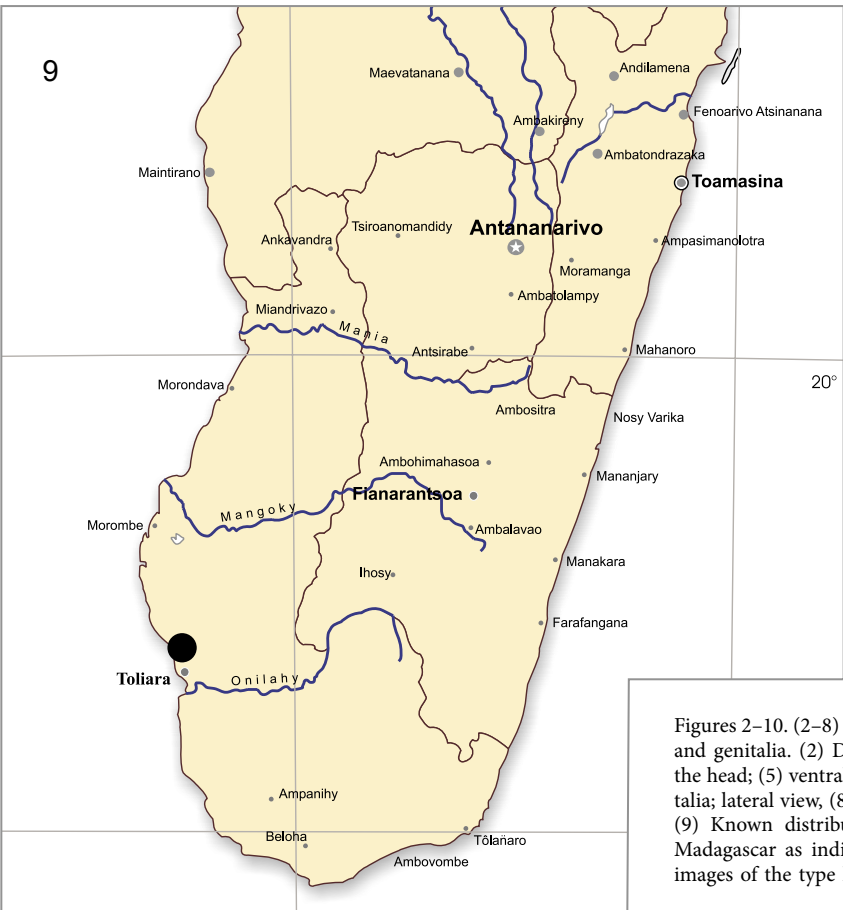 9
Maevatanana
Andilamena
Ambakireny
Fenoarivo Atsinanana
Ambatondrazaka
Maintirano
Toamasina
Tsiroanomandidy
Antananarivo
Ankavandra
Ampasimanolotra
Moramanga
Miandrivazo
Ambatolampy
Mania
Antsirabe
Mahanoro
20°
Morondava
Ambositra
Nosy Varika
Ambohimahasoa
Mananjary
Fianarantsoa
Mangoky
Morombe
Ambalavao
Manakara
Ihosy
Farafangana
Toliara
Onilahy
Ampanihy
Beloha
Tôlañaro
Ambovombe
Figures 2–10. (2–8)
and genitalia. (2) D
the head; (5) ventra
talia; lateral view, (8
(9) Known distribu
Madagascar as indi
images of the type